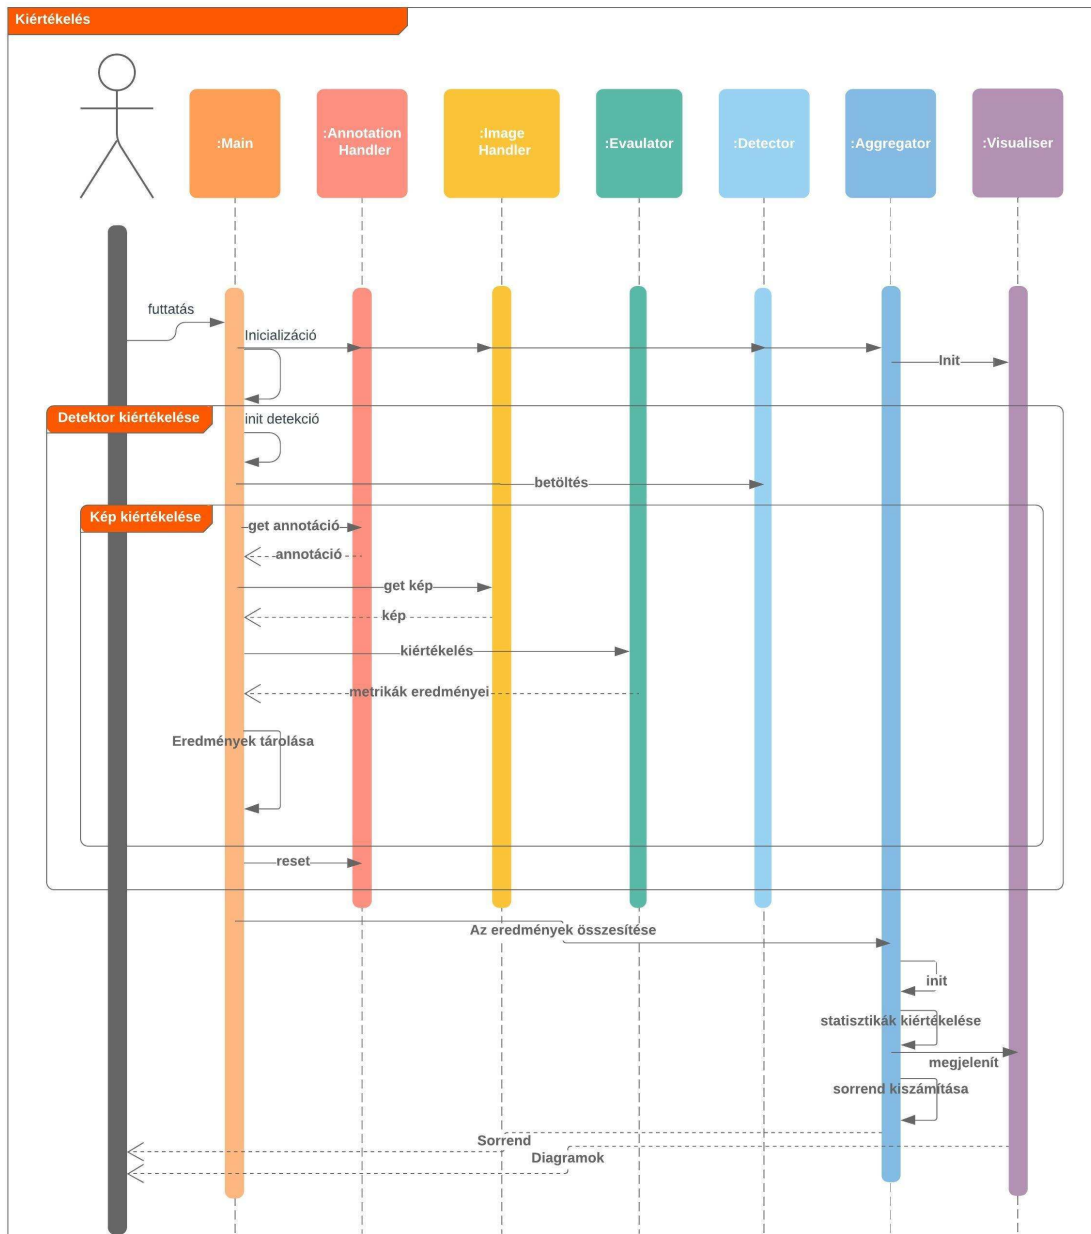 Kiértékelés
:Main
:Annotation
Handler
:Image
Handler
:Evaulator
:Detector
:Aggregator
:Visualiser
futtatás
Inicializáció
Init
Detektor kiértékelése
init detekció
betöltés
Kép kiértékelése
get annotáció
annotáció
get kép
kép
kiértékelés
metrikák eredményei
Eredmények tárolása
reset
Az eredmények összesítése
init
statisztikák kiértékelése
megjelenít
sorrend kiszámítása
Sorrend
Diagramok